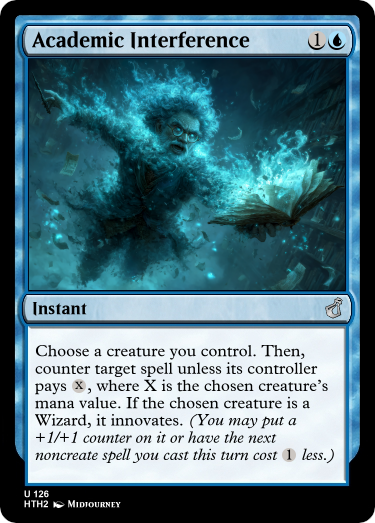 Academic Interference 1
Instant
Choose a creature you control. Then,
counter target spell unless its controller
pays X, where X is the chosen creature's
mana value. If the chosen creature is a
Wizard, it innovates. (You may put a
+1/+1 counter on it or have the next
noncreate spell you cast this turn cost 1 less.)
U 126
HTH2 Midjourney